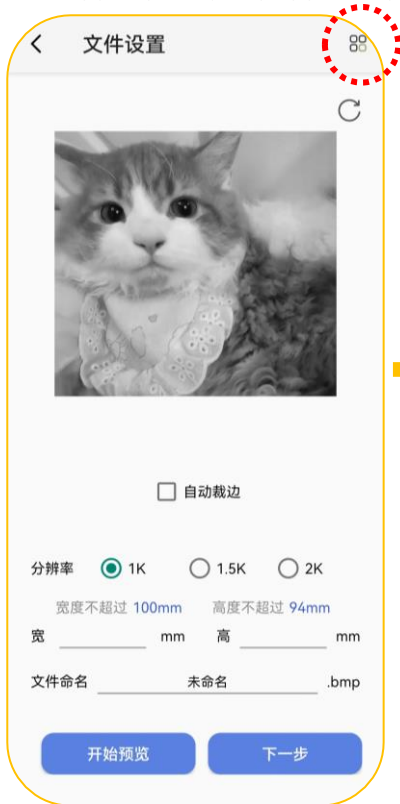 文件设置
自动裁边
分辨率 1K 1.5K 2K
宽度不超过 100mm 高度不超过 94mm
宽 mm 高 mm
文件命名 未命名 .bmp
开始预览 下一步